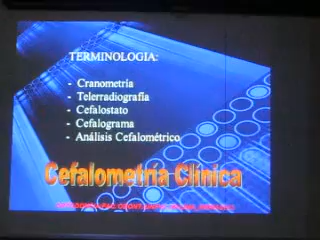 TERMINOLOGIA:
- Cranometría
- Telerradiografía
- Cefalostato
- Cefalograma
- Análisis Cefalométrico
Cefalometría Clínica